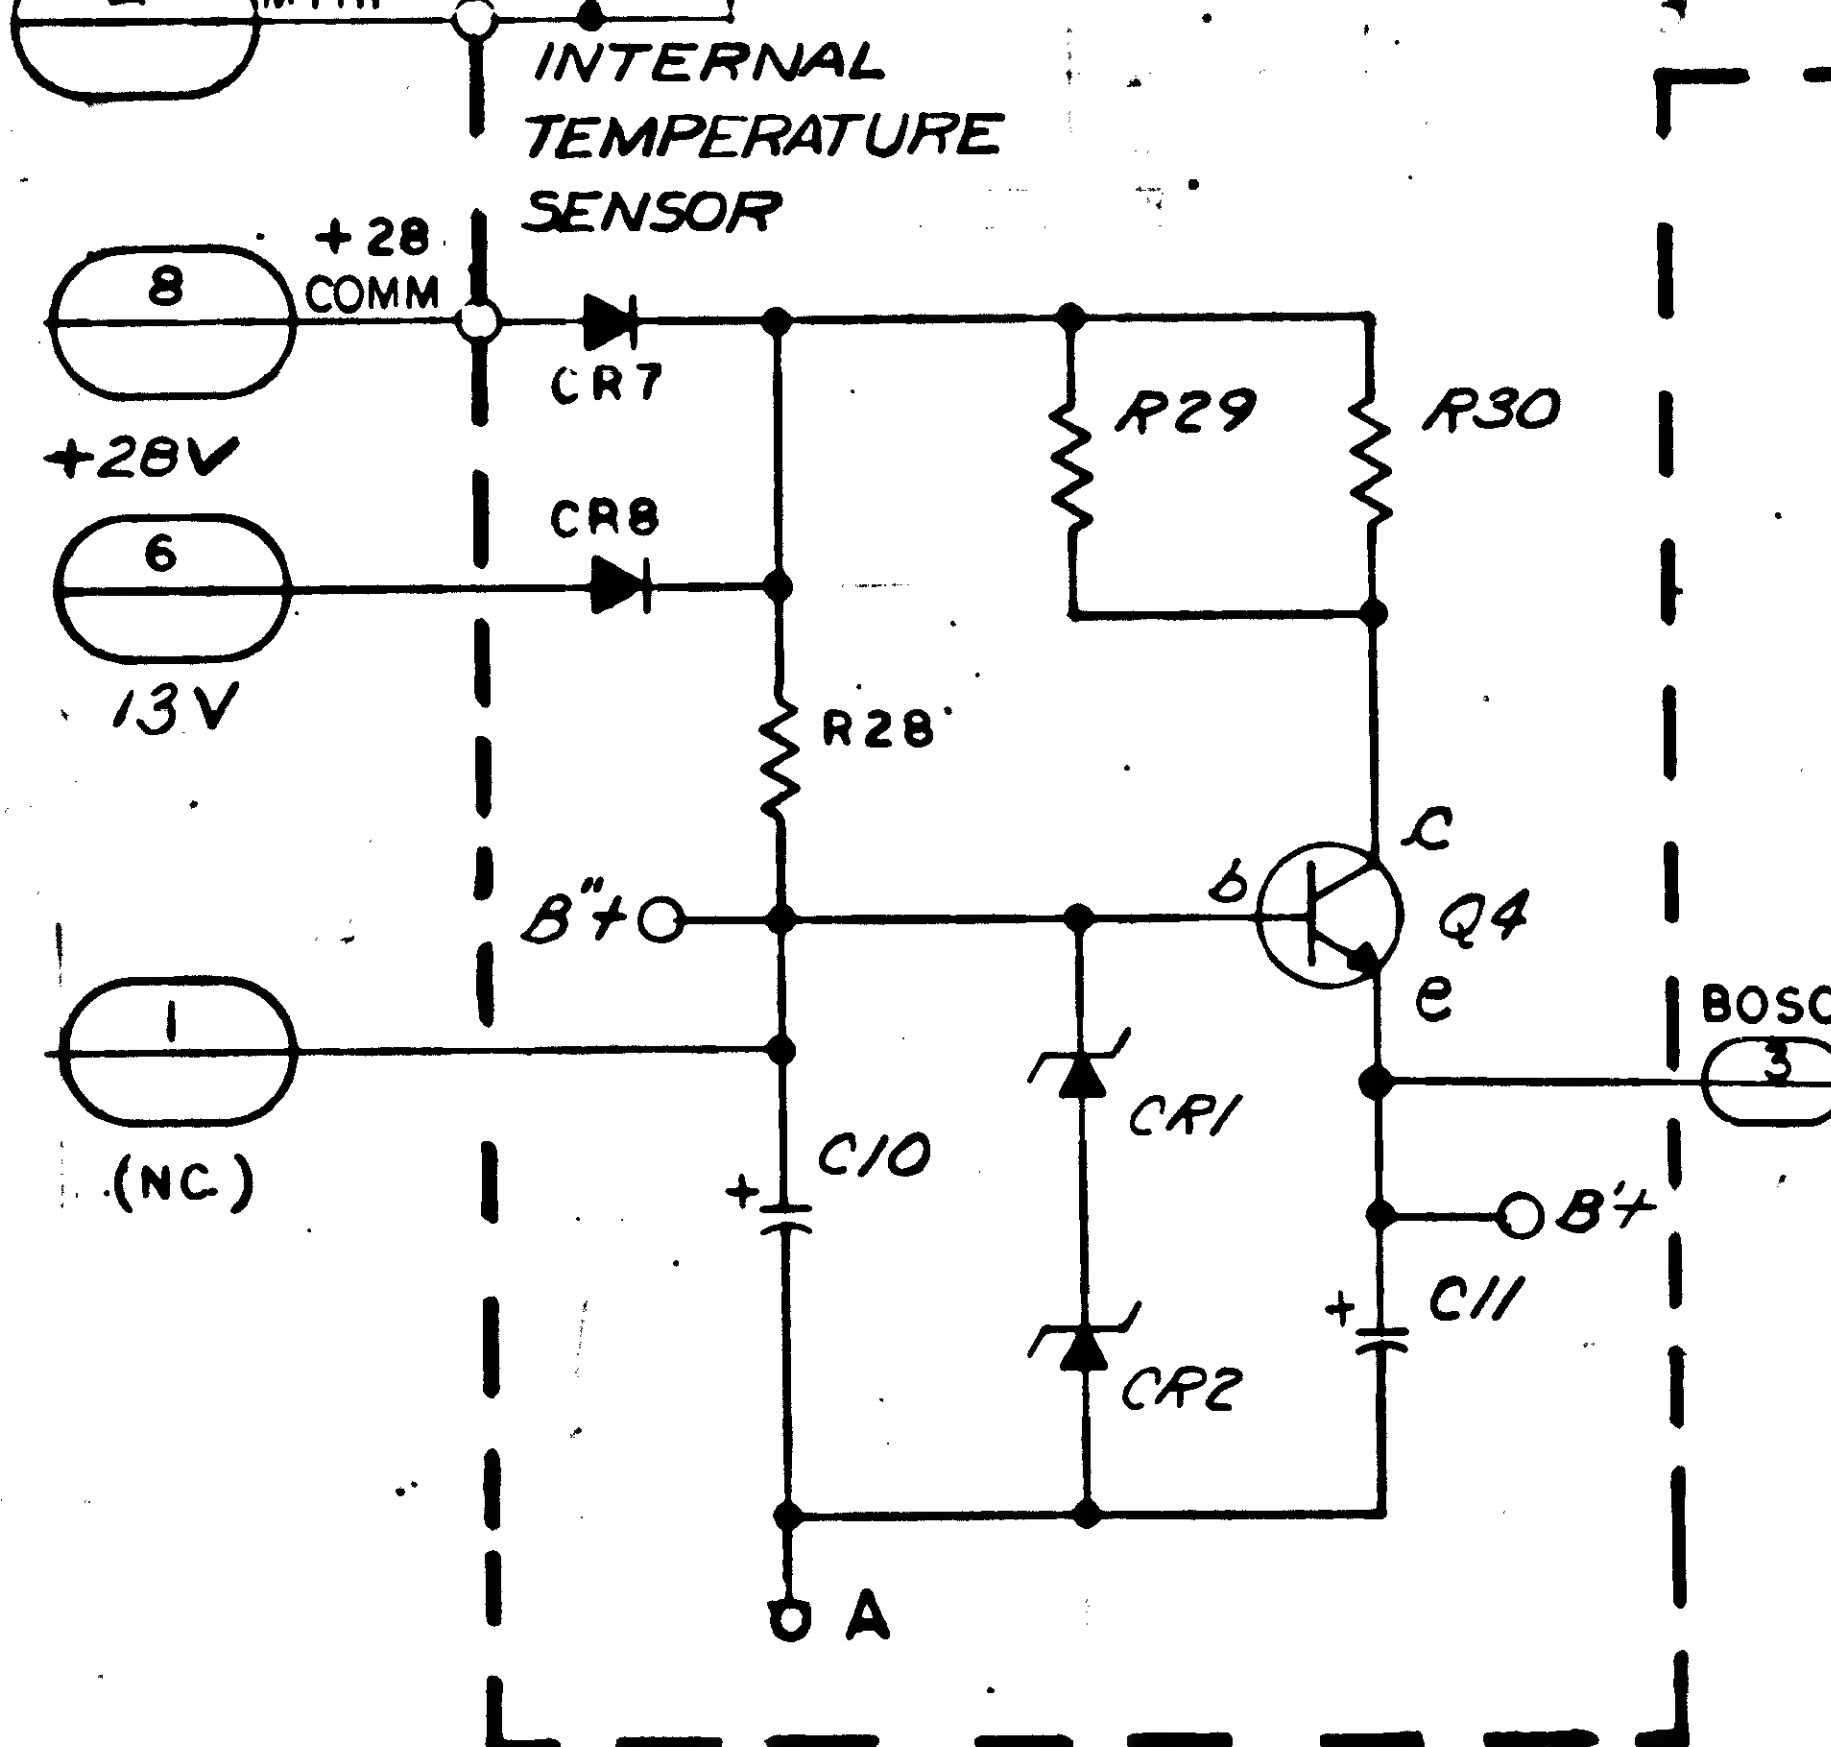 INTERNAL
TEMPERATURE
SENSOR
+28
COMM
8
+28V
CR7
R29
R30
CR8
6
13V
R28
c
b
Q4
B"+
e
1
(NC.)
BOSC
3
CR1
C10
+
B'+
C11
+
CR2
A